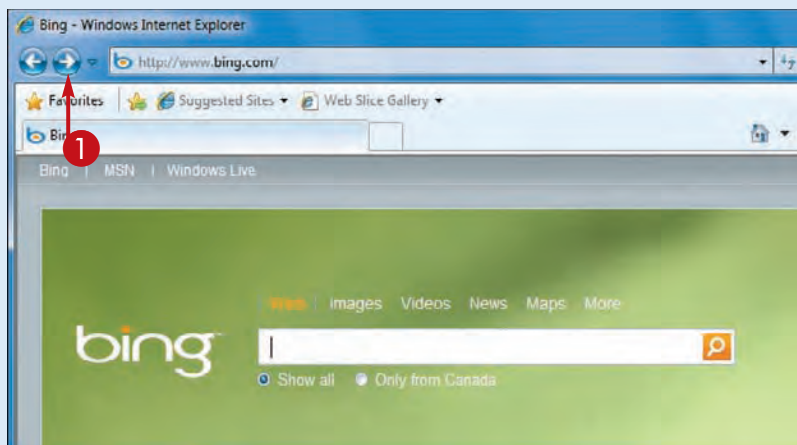 Bing - Windows Internet Explorer
http://www.bing.com/
Favorites Suggested Sites Web Slice Gallery
Bing
1
Bing | MSN | Windows Live
Web Images Videos News Maps More
bing
Show all Only from Canada